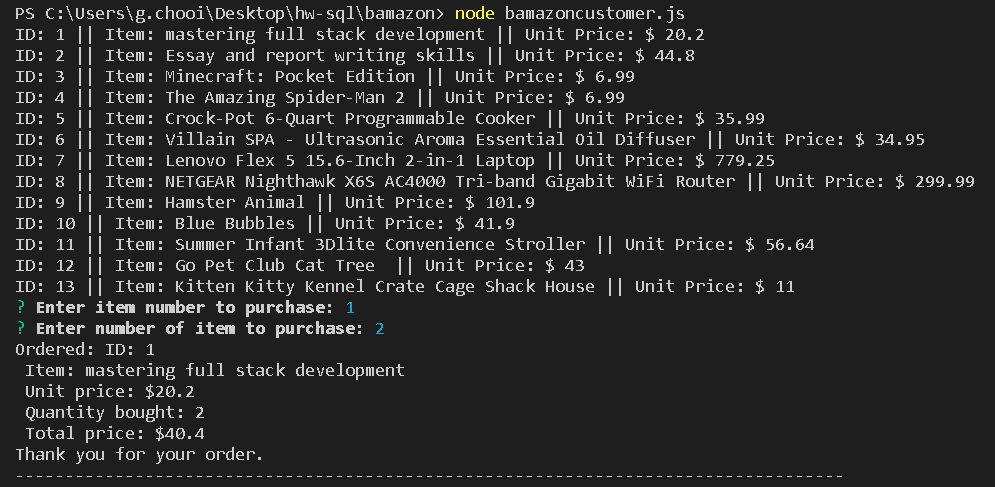 PS C:\Users\g.chooi\Desktop\hw-sql\bamazon> node bamazoncustomer.js
ID: 1 || Item: mastering full stack development || Unit Price: $ 20.2
ID: 2 || Item: Essay and report writing skills || Unit Price: $ 44.8
ID: 3 || Item: Minecraft: Pocket Edition || Unit Price: $ 6.99
ID: 4 || Item: The Amazing Spider-Man 2 || Unit Price: $ 6.99
ID: 5 || Item: Crock-Pot 6-Quart Programmable Cooker || Unit Price: $ 35.99
ID: 6 || Item: Villain SPA - Ultrasonic Aroma Essential Oil Diffuser || Unit Price: $ 34.95
ID: 7 || Item: Lenovo Flex 5 15.6-Inch 2-in-1 Laptop || Unit Price: $ 779.25
ID: 8 || Item: NETGEAR Nighthawk X6S AC4000 Tri-band Gigabit WiFi Router || Unit Price: $ 299.99
ID: 9 || Item: Hamster Animal || Unit Price: $ 101.9
ID: 10 || Item: Blue Bubbles || Unit Price: $ 41.9
ID: 11 || Item: Summer Infant 3Dlite Convenience Stroller || Unit Price: $ 56.64
ID: 12 || Item: Go Pet Club Cat Tree  || Unit Price: $ 43
ID: 13 || Item: Kitten Kitty Kennel Crate Cage Shack House || Unit Price: $ 11
? Enter item number to purchase: 1
? Enter number of item to purchase: 2
Ordered: ID: 1
 Item: mastering full stack development
 Unit price: $20.2
 Quantity bought: 2
 Total price: $40.4
Thank you for your order.
-----------------------------------------------------------------------------------